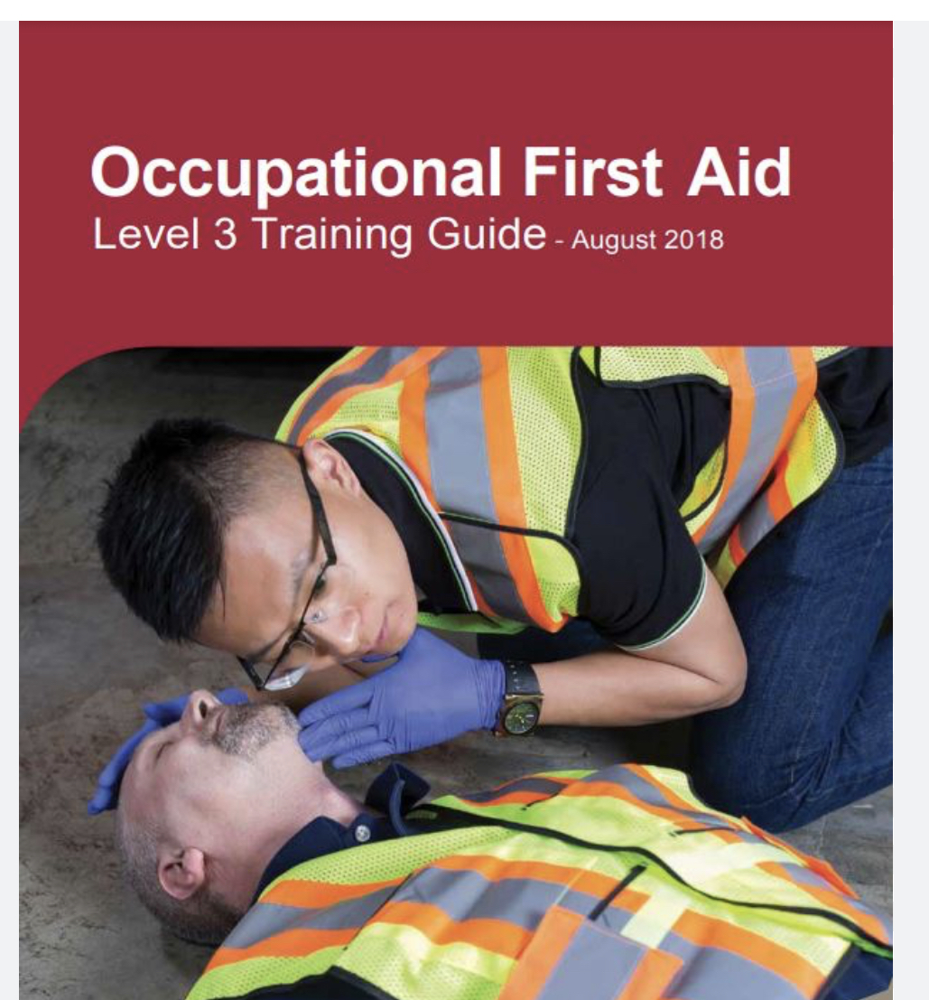 Occupational First Aid
Level 3 Training Guide - August 2018